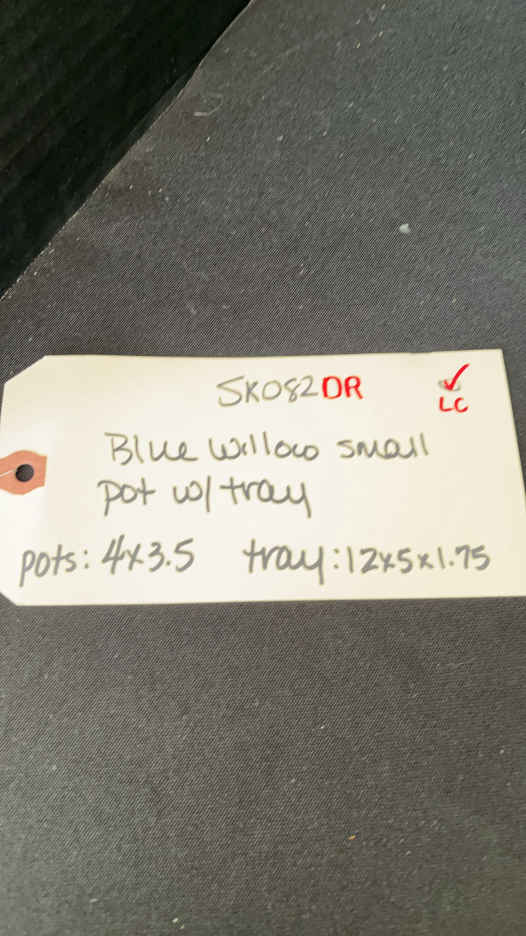 SK082DR ✓
LC
Blue Willow small
pot w/ tray
pots: 4x3.5 tray: 12x5x1.75